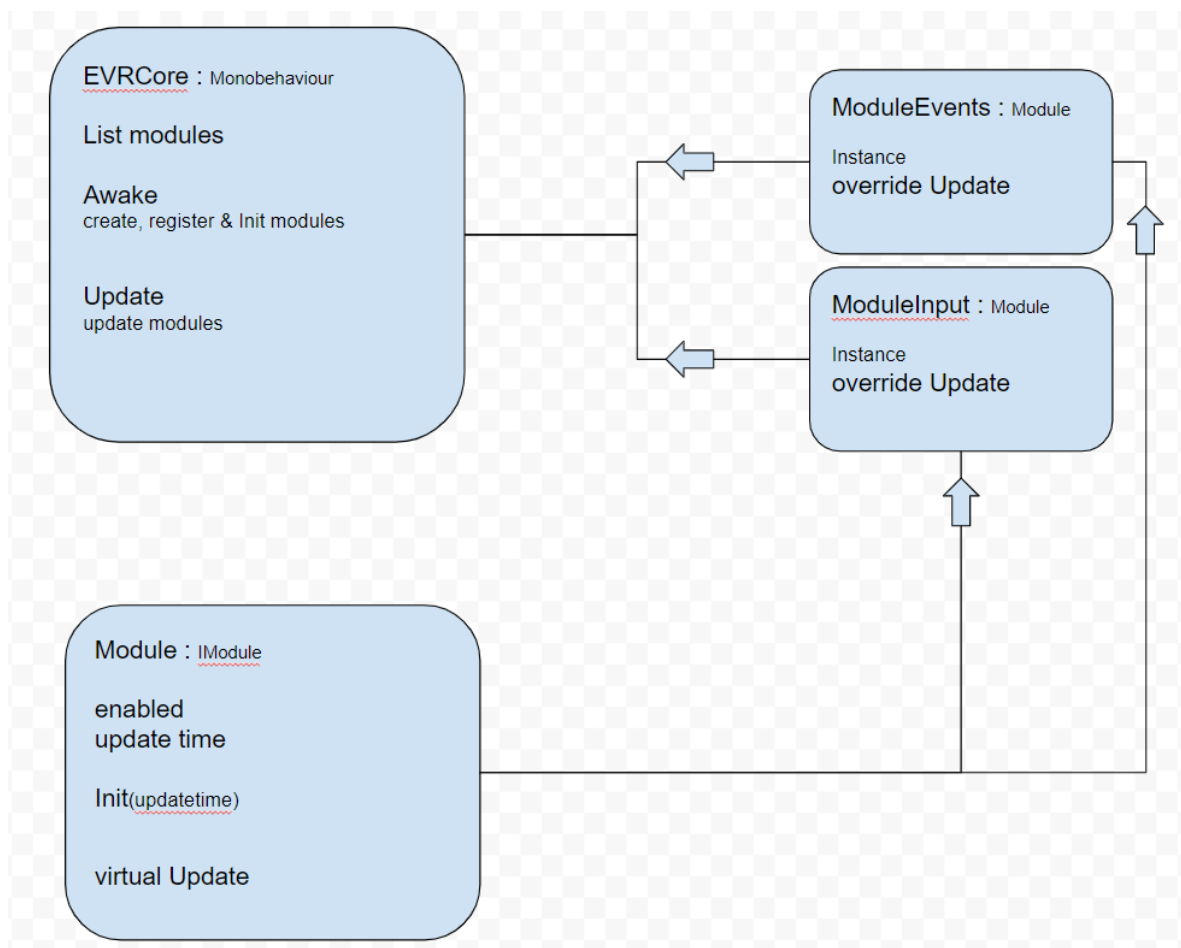 EVRCore : Monobehaviour
List modules
Awake
create, register & Init modules
Update
update modules
ModuleEvents : Module
Instance
override Update
ModuleInput : Module
Instance
override Update
Module : IModule
enabled
update time
Init(updatetime)
virtual Update